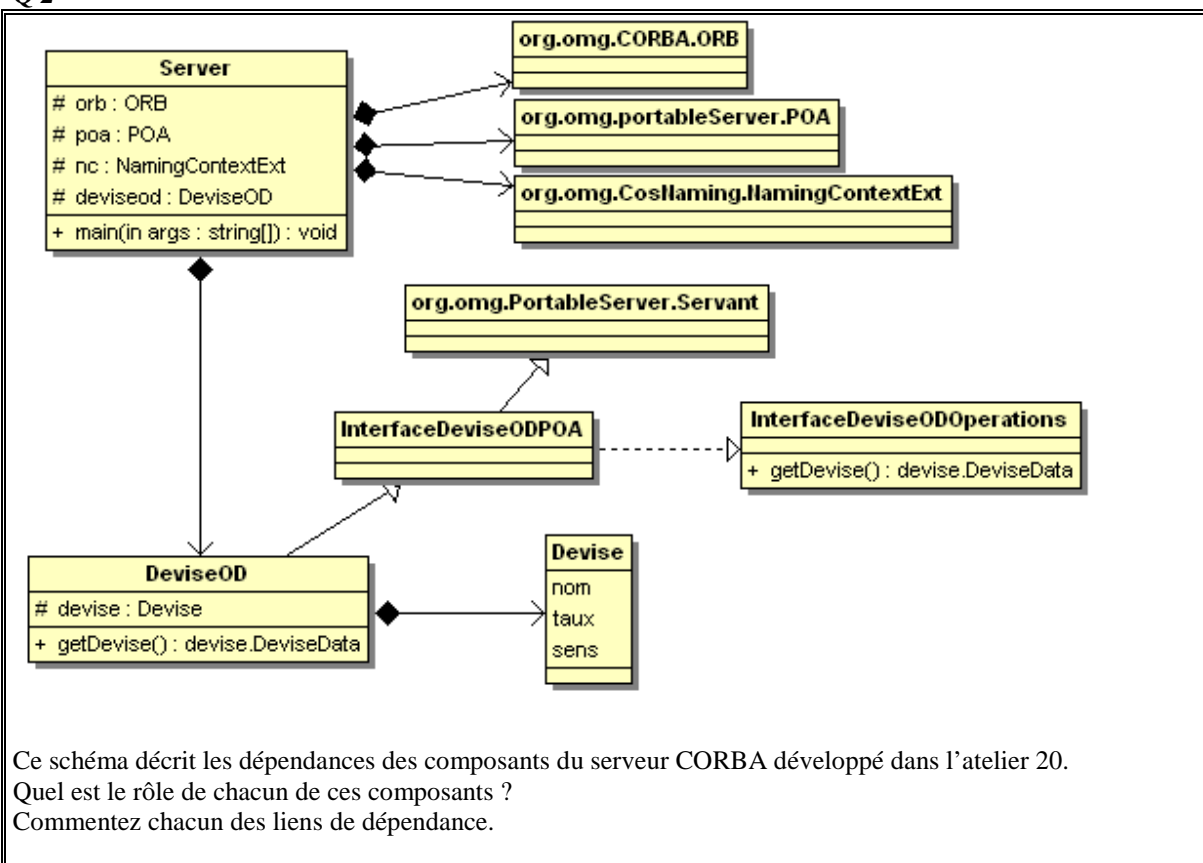 Q 2
org.omg.CORBA.ORB
Server
# orb : ORB
# poa : POA
# nc : NamingContextExt
# deviseod : DeviseOD
+ main(in args : string[]) : void
org.omg.portableServer.POA
org.omg.CosNaming.NamingContextExt
org.omg.PortableServer.Servant
InterfaceDeviseODPOA
InterfaceDeviseODOperations
+ getDevise() : devise.DeviseData
DeviseOD
# devise : Devise
+ getDevise() : devise.DeviseData
Devise
nom
taux
sens
Ce schéma décrit les dépendances des composants du serveur CORBA développé dans l’atelier 20.
Quel est le rôle de chacun de ces composants ?
Commentez chacun des liens de dépendance.